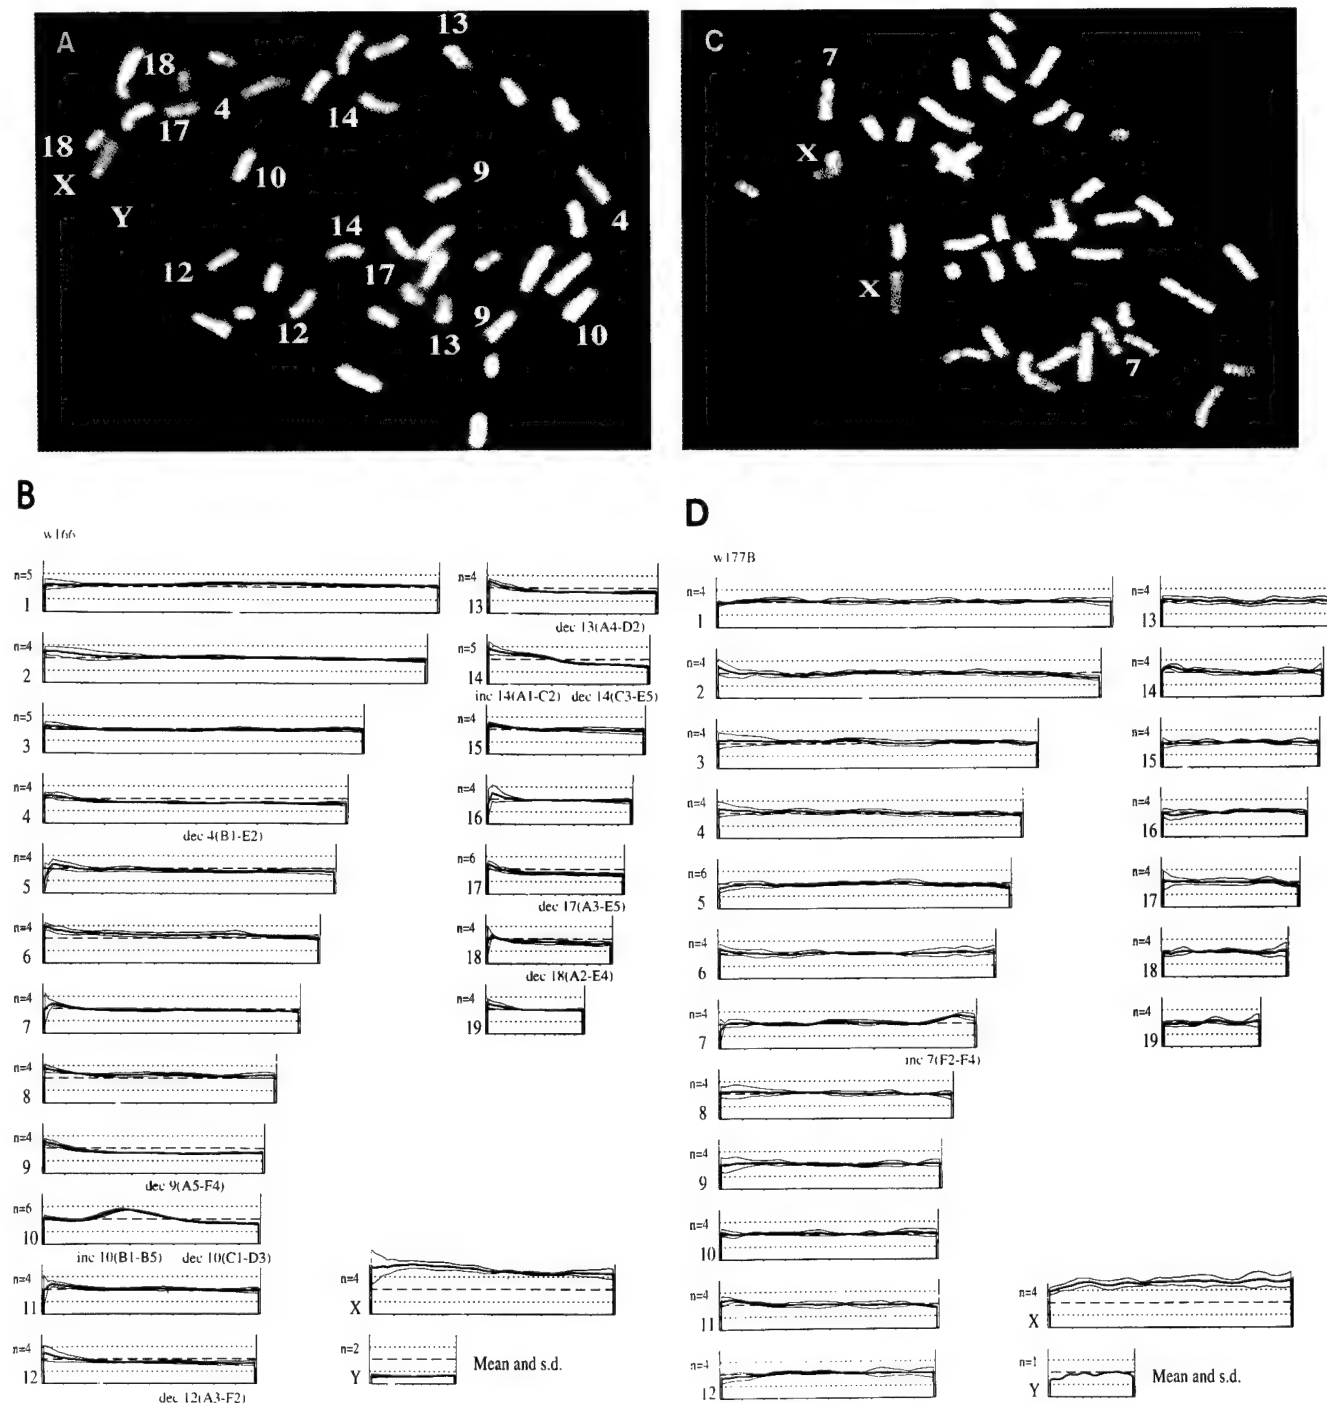 A
13
18
4
14
17
18
X
10
9
Y
14
4
12
17
12
13
9
10
C
7
X
X
7
B
w166
n=5
1
n=4
2
n=5
3
n=4
4
dec 4(B1-E2)
n=4
5
n=4
6
n=4
7
n=4
8
n=4
9
dec 9(A5-F4)
n=6
10
inc 10(B1-B5) dec 10(C1-D3)
n=4
11
n=4
12
dec 12(A3-F2)
n=4
13
dec 13(A4-D2)
n=5
14
inc 14(A1-C2) dec 14(C3-E5)
n=4
15
n=4
16
n=6
17
dec 17(A3-E5)
n=4
18
dec 18(A2-E4)
n=4
19
n=4
X
n=2
Y
Mean and s.d.
D
w177B
n=4
1
n=4
2
n=4
3
n=4
4
n=6
5
n=4
6
n=4
7
inc 7(F2-F4)
n=4
8
n=4
9
n=4
10
n=4
11
n=4
12
n=4
13
n=4
14
n=4
15
n=4
16
n=4
17
n=4
18
n=4
19
n=4
X
n=1
Y
Mean and s.d.